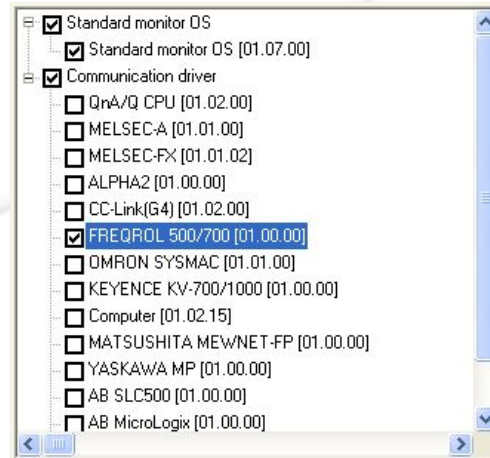 Standard monitor OS
Standard monitor OS [01.07.00]
Communication driver
QnA/Q CPU [01.02.00]
MELSEC-A [01.01.00]
MELSEC-FX [01.01.02]
ALPHA2 [01.00.00]
CC-Link(G4) [01.02.00]
FREQROL 500/700 [01.00.00]
OMRON SYSMAC [01.01.00]
KEYENCE KV-700/1000 [01.00.00]
Computer [01.02.15]
MATSUSHITA MEWNET-FP [01.00.00]
YASKAWA MP [01.00.00]
AB SLC500 [01.00.00]
AB MicroLogix [01.00.00]